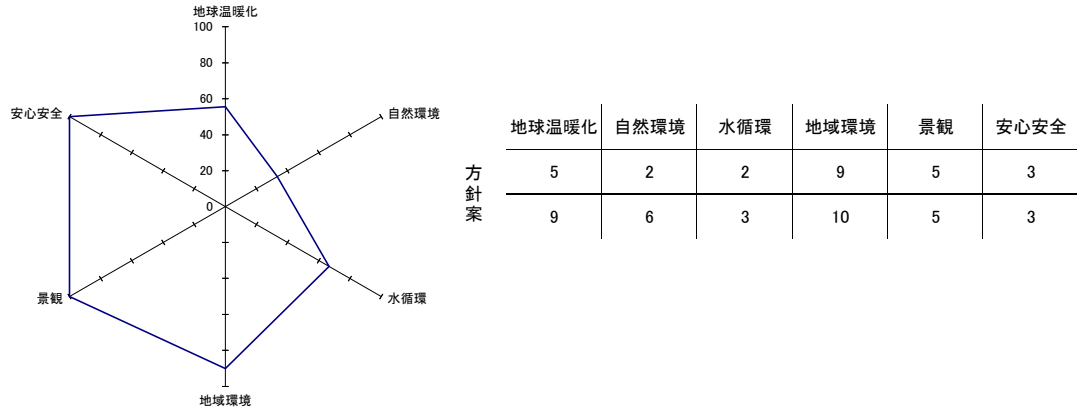 地球温暖化
100
80
60
40
20
0
安心安全
自然環境
景観
水循環
地域環境
方針案
地球温暖化 自然環境 水循環 地域環境 景観 安心安全
5 2 2 9 5 3
9 6 3 10 5 3